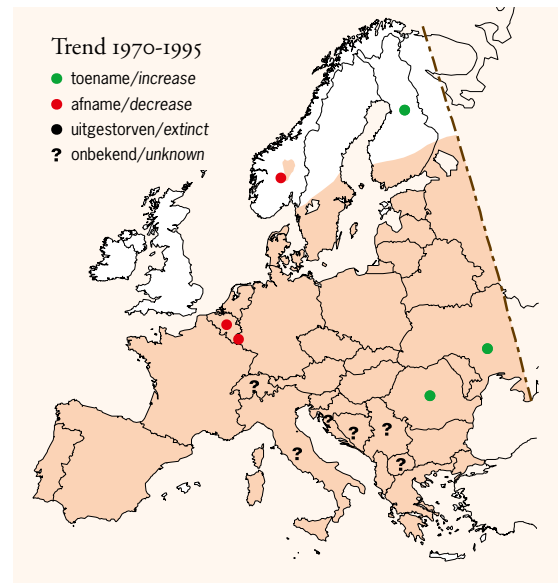 Trend 1970-1995
toename/increase
afname/decrease
uitgestorven/extinct
? onbekend/unknown
?
?
?
?
?
?